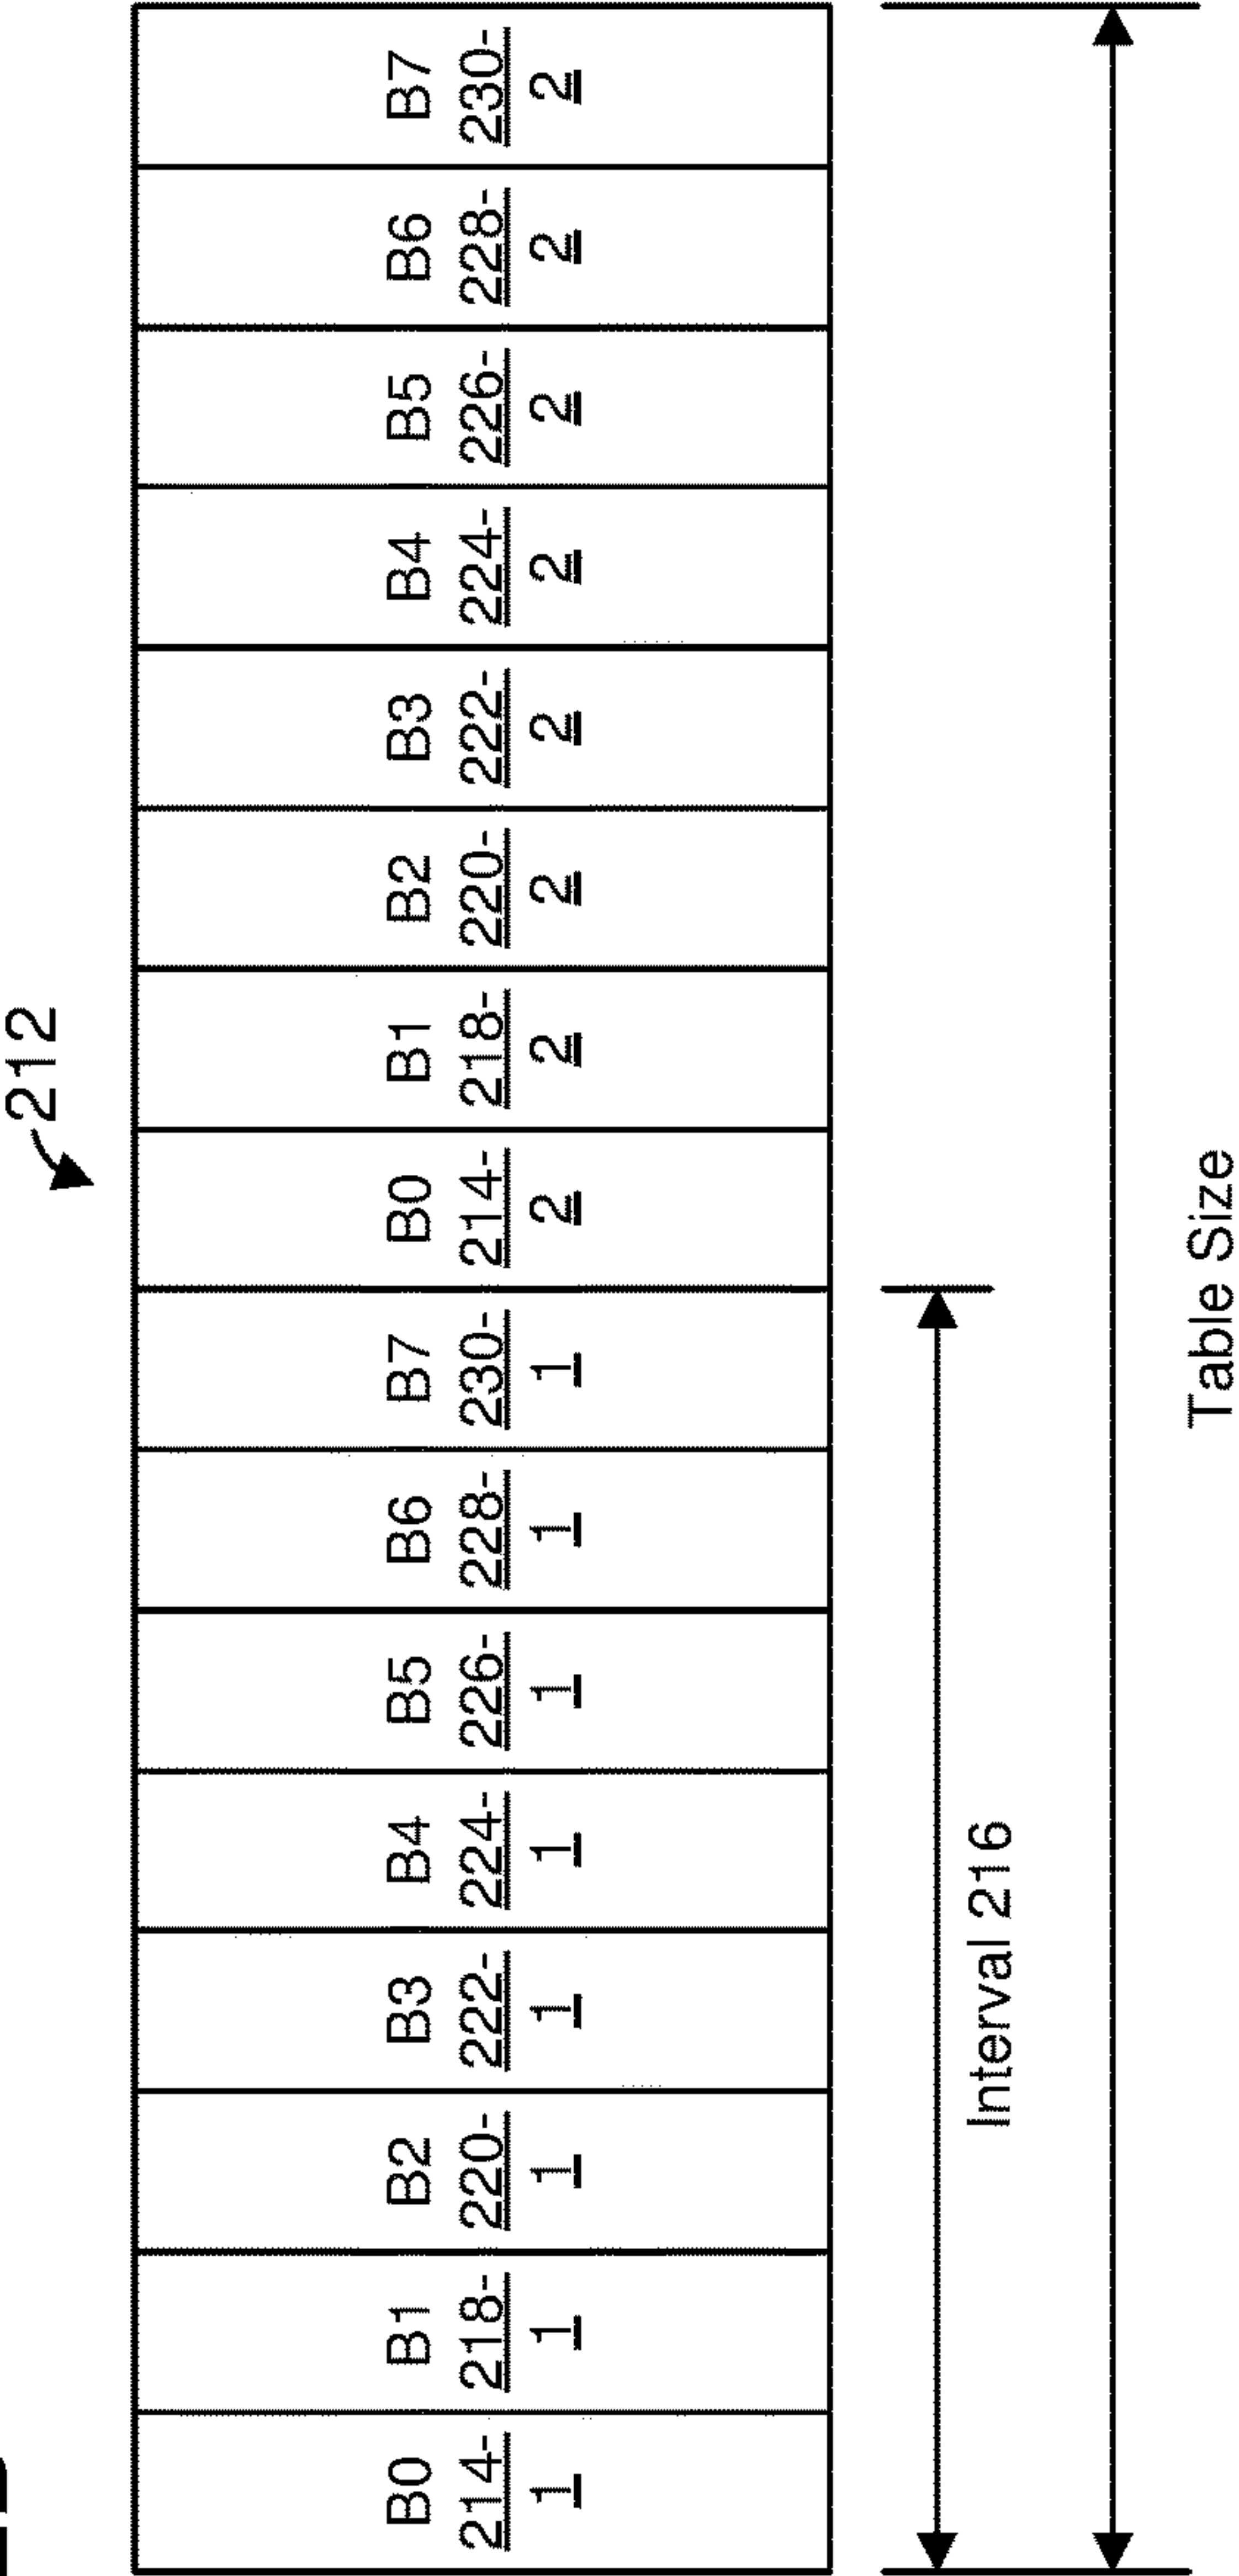 212
B0
214-
1
B1
218-
1
B2
220-
1
B3
222-
1
B4
224-
1
B5
226-
1
B6
228-
1
B7
230-
1
B0
214-
2
B1
218-
2
B2
220-
2
B3
222-
2
B4
224-
2
B5
226-
2
B6
228-
2
B7
230-
2
Interval 216
Table Size